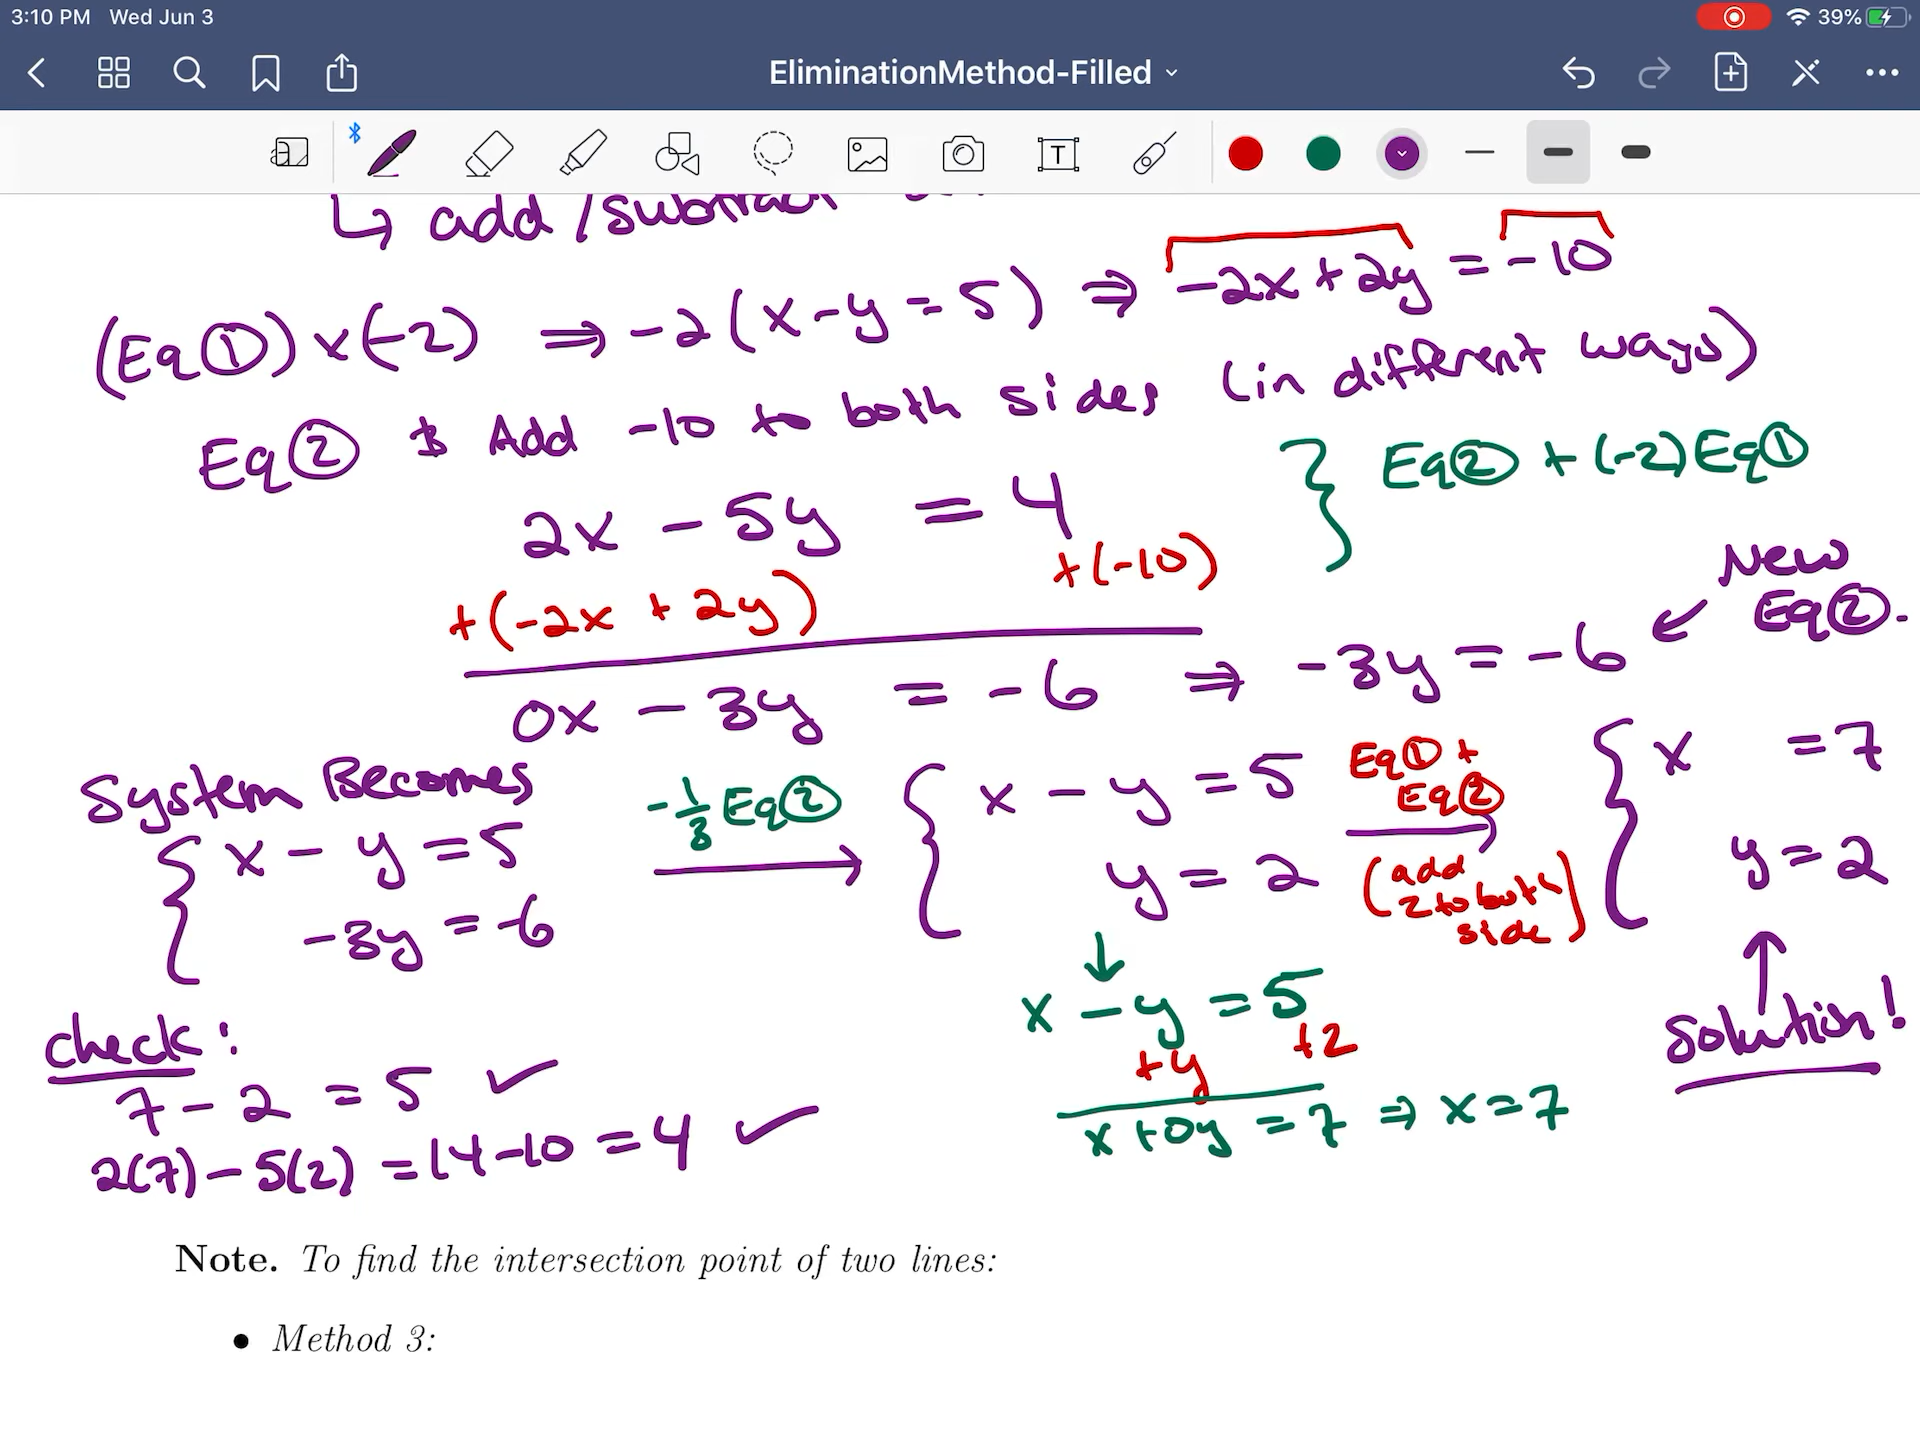 3:10 PM Wed Jun 3
39%
EliminationMethod-Filled
↳ add/subtract
(Eq①)×(-2) ⇒ -2(x-y=5) ⇒ -2x+2y = -10
Eq② & Add -10 to both sides (in different ways)
2x - 5y = 4 } Eq② + (-2)Eq①
+(-2x + 2y) +(-10)
0x - 3y = -6 ⇒ -3y = -6 ← New Eq②.
System Becomes
{ x - y = 5
-3y = -6
-1/3 Eq② →
{ x - y = 5
y = 2
Eq① + Eq② →
(add 2 to both side)
{ x = 7
y = 2
↑
Solution!
↓
x - y = 5
+y +2
x+0y = 7 ⇒ x=7
Check:
7 - 2 = 5 ✓
2(7) - 5(2) = 14-10 = 4 ✓
Note. To find the intersection point of two lines:
• Method 3: